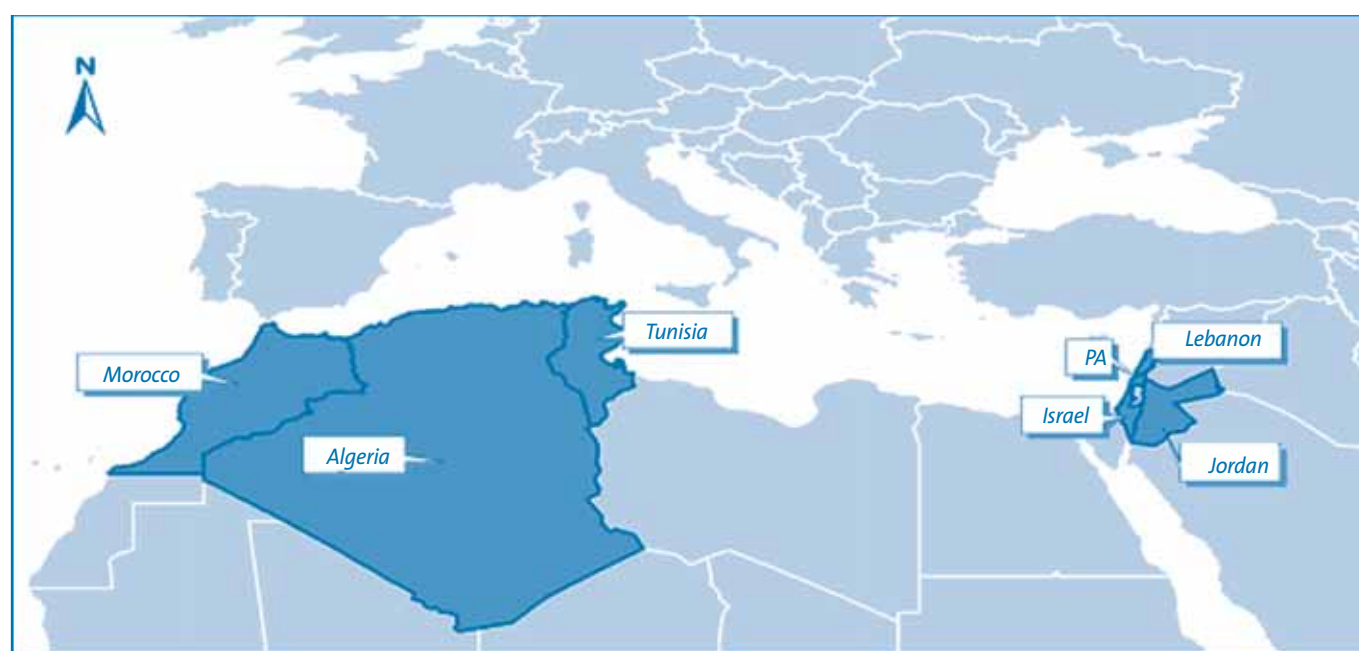 N
Tunisia
Lebanon
PA
Morocco
Israel
Algeria
Jordan